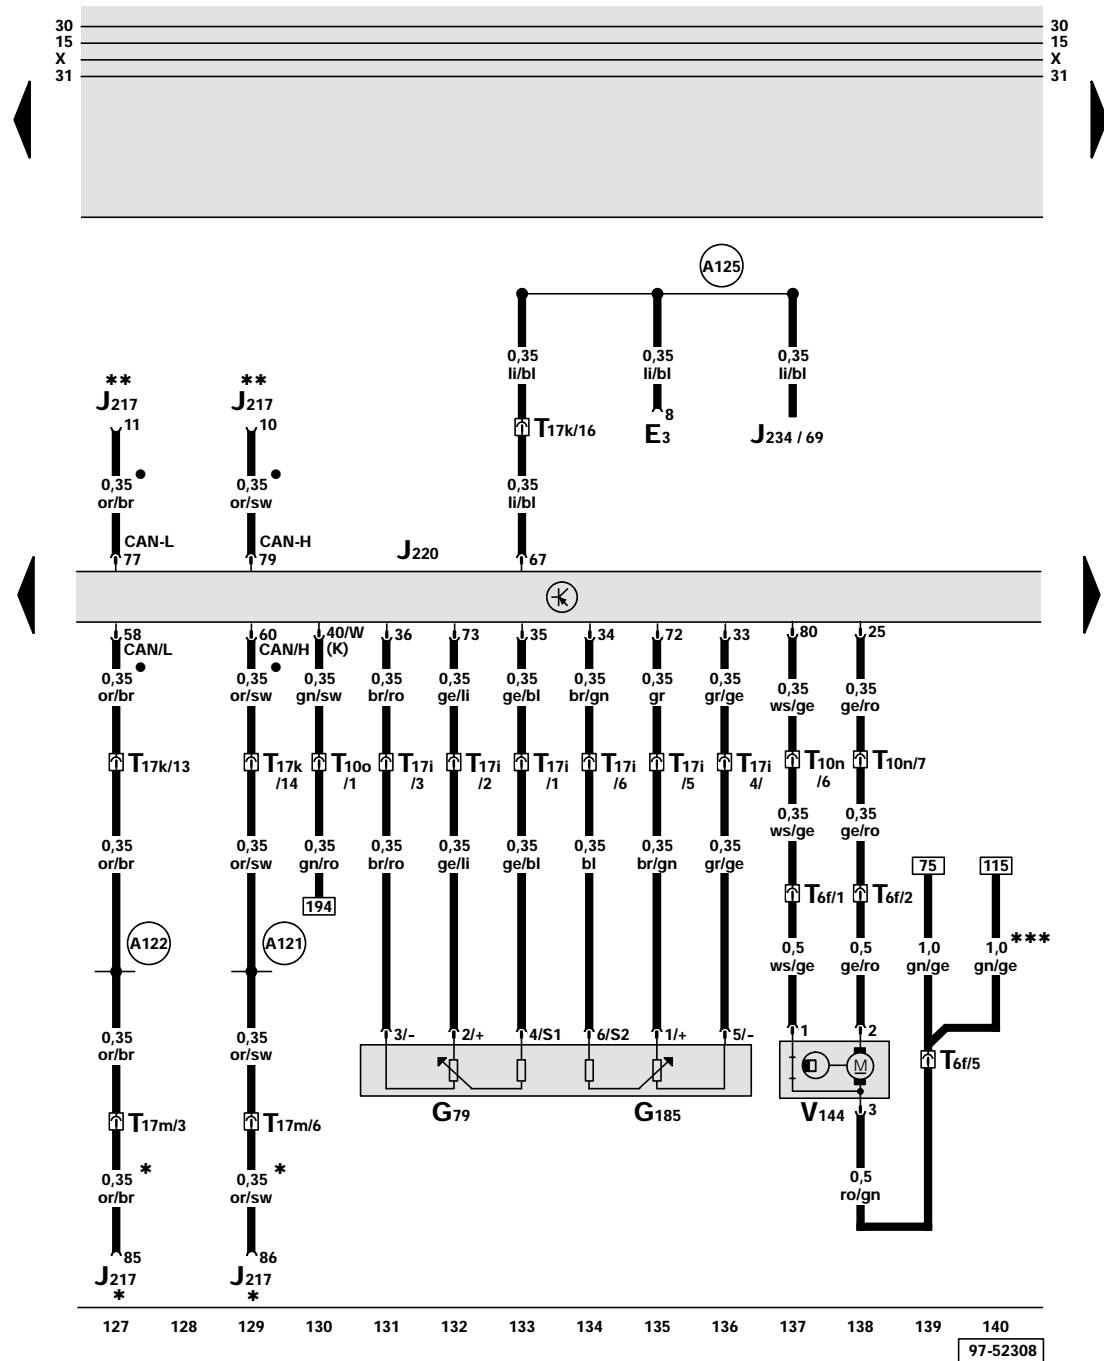 30 30
15 15
X X
31 31
A125
0,35 0,35 0,35
li/bl li/bl li/bl
** **
J217 J217
11 10
8
T17k/16 E3 J234 / 69
0,35 0,35 0,35
or/br or/sw li/bl
CAN-L CAN-H J220
77 79 67
58 60 40/W 36 73 35 34 72 33 80 25
CAN/L CAN/H (K)
0,35 0,35 0,35 0,35 0,35 0,35 0,35 0,35 0,35 0,35 0,35
or/br or/sw gn/sw br/ro ge/li ge/bl br/gn gr gr/ge ws/ge ge/ro
T17k/13 T17k T10o T17i T17i T17i T17i T17i T17i T10n T10n/7
/14 /1 /3 /2 /1 /6 /5 4/ /6
0,35 0,35
ws/ge ge/ro
0,35 0,35 0,35 0,35 0,35 0,35 0,35 0,35 0,35
or/br or/sw gn/ro br/ro ge/li ge/bl bl br/gn gr/ge
75 115
194 T6f/1 T6f/2
A122 A121
0,5 0,5 1,0 1,0 ***
ws/ge ge/ro gn/ge gn/ge
3/- 2/+ 4/S1 6/S2 1/+ 5/- 1 2
0,35 0,35
or/br or/sw
M T6f/5
G79 G185 V144 3
T17m/3 T17m/6
0,35 * 0,35 * 0,5
or/br or/sw ro/gn
85 86
J217 J217
* *
127 128 129 130 131 132 133 134 135 136 137 138 139 140
97-52308